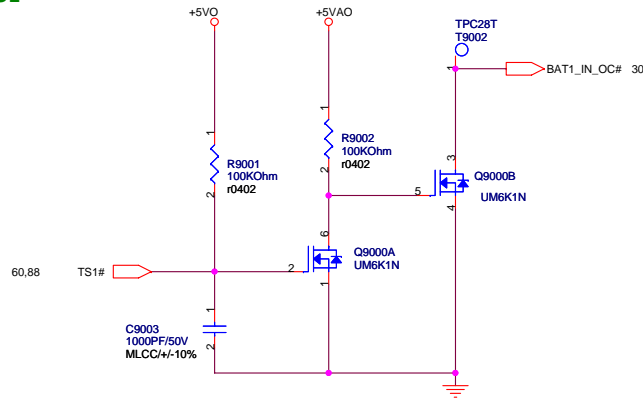 +5VO
+5VAO
TPC28T
T9002
1
BAT1_IN_OC# 30
1
R9001
100KOhm
r0402
2
1
R9002
100KOhm
r0402
2
3
Q9000B
5
UM6K1N
4
6
Q9000A
UM6K1N
60,88 TS1#
2
1
1
C9003
1000PF/50V
MLCC/+/-10%
2